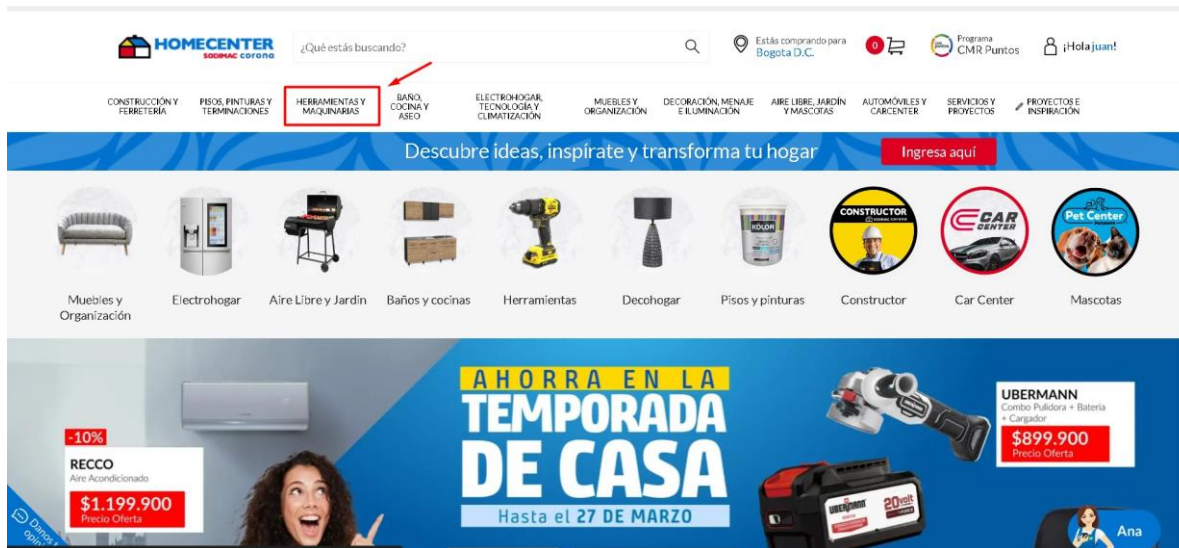 HOMECENTER
SODIMAC CORONA
¿Qué estás buscando?
Estás comprando para
Bogota D.C.
0
Programa
CMR Puntos
¡Hola juan!
CONSTRUCCIÓN Y
FERRETERÍA
PISOS, PINTURAS Y
TERMINACIONES
HERRAMIENTAS Y
MAQUINARIAS
BAÑO,
COCINA Y
ASEO
ELECTROHOGAR,
TECNOLOGÍA Y
CLIMATIZACIÓN
MUEBLES Y
ORGANIZACIÓN
DECORACIÓN, MENAJE
E ILUMINACIÓN
AIRE LIBRE, JARDÍN
Y MASCOTAS
AUTOMÓVILES Y
CARCENTER
SERVICIOS Y
PROYECTOS
PROYECTOS E
INSPIRACIÓN
Descubre ideas, inspírate y transforma tu hogar
Ingresa aquí
KOLOR
CONSTRUCTOR
CAR
CENTER
Pet Center
Muebles y
Organización
Electrohogar
Aire Libre y Jardin
Baños y cocinas
Herramientas
Decohogar
Pisos y pinturas
Constructor
Car Center
Mascotas
AHORRA EN LA
TEMPORADA
DE CASA
Hasta el 27 DE MARZO
-10%
RECCO
Aire Acondicionado
$1.199.900
Precio Oferta
UBERMANN
Combo Pulidora + Bateria
+ Cargador
$899.900
Precio Oferta
UBERMANN
20volt
Danos tu
opin
Ana